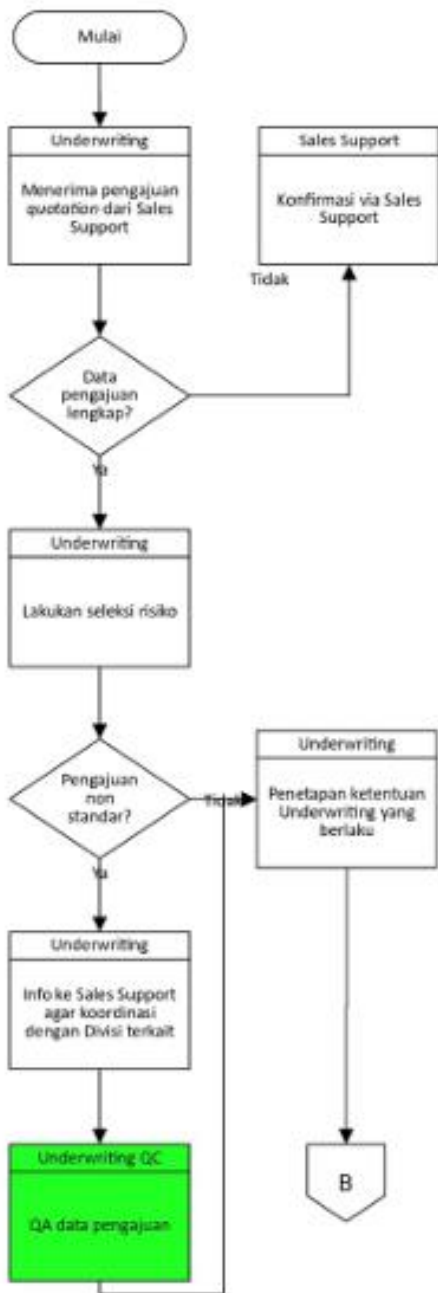 Mulai
Underwriting
Menerima pengajuan
quotation dari Sales
Support
Sales Support
Konfirmasi via Sales
Support
Tidak
Data
pengajuan
lengkap?
Ya
Underwriting
Lakukan seleksi risiko
Pengajuan
non
standar?
Tidak
Underwriting
Penetapan ketentuan
Underwriting yang
berlaku
Ya
Underwriting
Info ke Sales Support
agar koordinasi
dengan Divisi terkait
Underwriting QC
QA data pengajuan
B